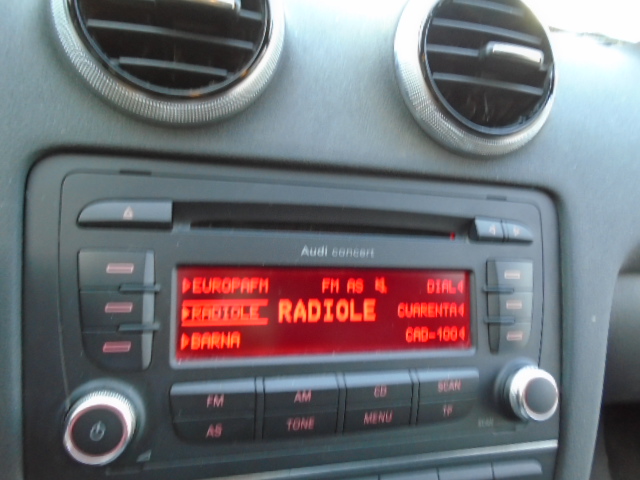 Audi concert
EUROPAFM FM AS DIAL
RADIOLE RADIOLE CUARENTA
BARNA CAD-100
FM AM CD SCAN
AS TONE MENU TP